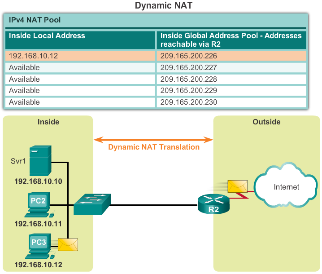 Dynamic NAT
IPv4 NAT Pool
Inside Local Address
Inside Global Address Pool - Addresses
reachable via R2
192.168.10.12 209.165.200.226
Available 209.165.200.227
Available 209.165.200.228
Available 209.165.200.229
Available 209.165.200.230
Inside
Outside
Dynamic NAT Translation
Svr1
192.168.10.10
PC2
192.168.10.11
PC3
192.168.10.12
R2
Internet